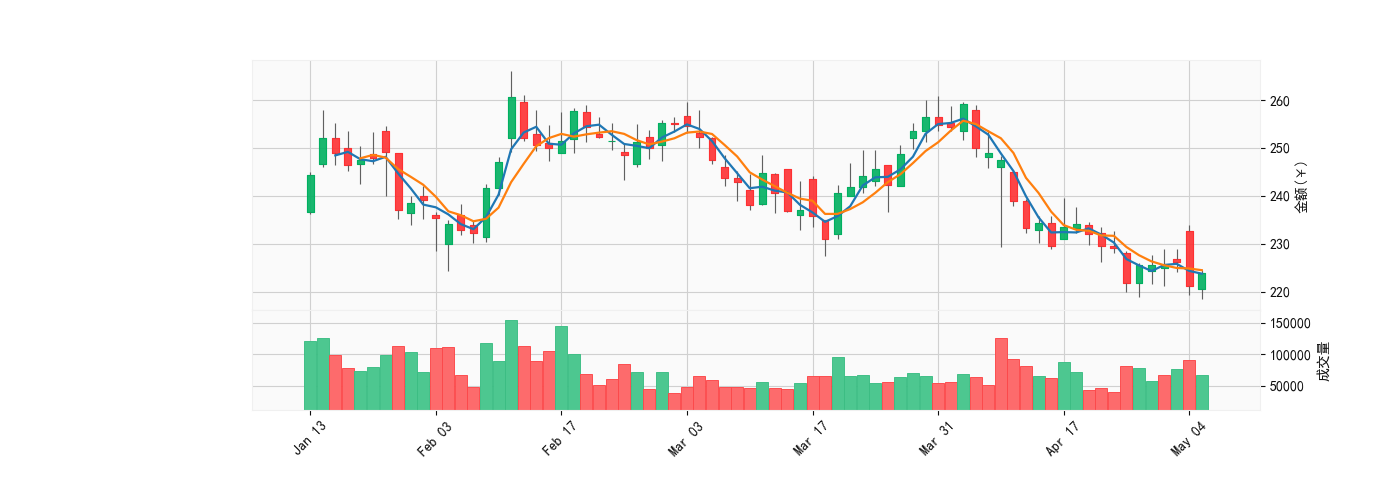 260
250
240
230
220
金额(¥)
150000
100000
50000
成交量
Jan 13
Feb 03
Feb 17
Mar 03
Mar 17
Mar 31
Apr 17
May 04